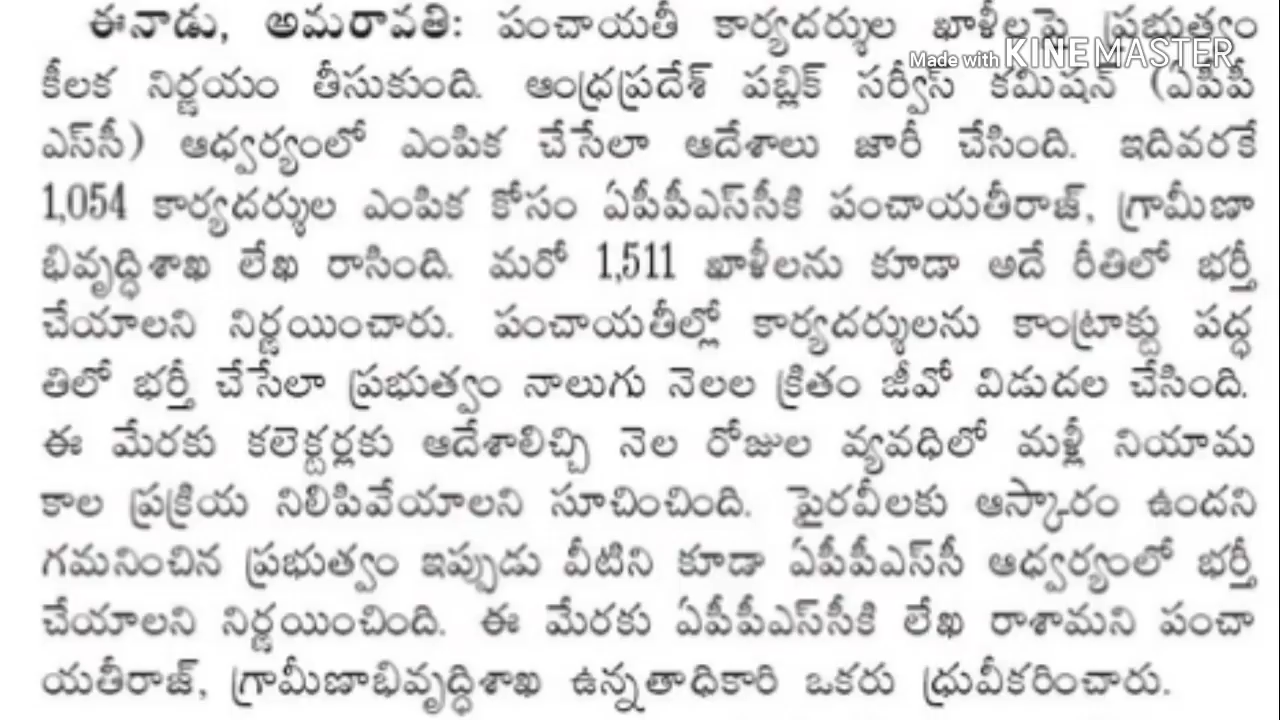 ఈనాడు, అమరావతి: పంచాయతీ కార్యదర్శుల ఖాళీలపై ప్రభుత్వం
Made with KINEMASTER
కీలక నిర్ణయం తీసుకుంది. ఆంధ్రప్రదేశ్ పబ్లిక్ సర్వీస్ కమిషన్ (ఏపీపీ
ఎస్‌సీ) ఆధ్వర్యంలో ఎంపిక చేసేలా ఆదేశాలు జారీ చేసింది. ఇదివరకే
1,054 కార్యదర్శుల ఎంపిక కోసం ఏపీపీఎస్‌సీకి పంచాయతీరాజ్, గ్రామీణా
భివృద్ధిశాఖ లేఖ రాసింది. మరో 1,511 ఖాళీలను కూడా అదే రీతిలో భర్తీ
చేయాలని నిర్ణయించారు. పంచాయతీల్లో కార్యదర్శులను కాంట్రాక్టు పద్ధ
తిలో భర్తీ చేసేలా ప్రభుత్వం నాలుగు నెలల క్రితం జీవో విడుదల చేసింది.
ఈ మేరకు కలెక్టర్లకు ఆదేశాలిచ్చి నెల రోజుల వ్యవధిలో మళ్లీ నియామ
కాల ప్రక్రియ నిలిపివేయాలని సూచించింది. పైరవీలకు ఆస్కారం ఉందని
గమనించిన ప్రభుత్వం ఇప్పుడు వీటిని కూడా ఏపీపీఎస్‌సీ ఆధ్వర్యంలో భర్తీ
చేయాలని నిర్ణయించింది. ఈ మేరకు ఏపీపీఎస్‌సీకి లేఖ రాశామని పంచా
యతీరాజ్, గ్రామీణాభివృద్ధిశాఖ ఉన్నతాధికారి ఒకరు ధ్రువీకరించారు.